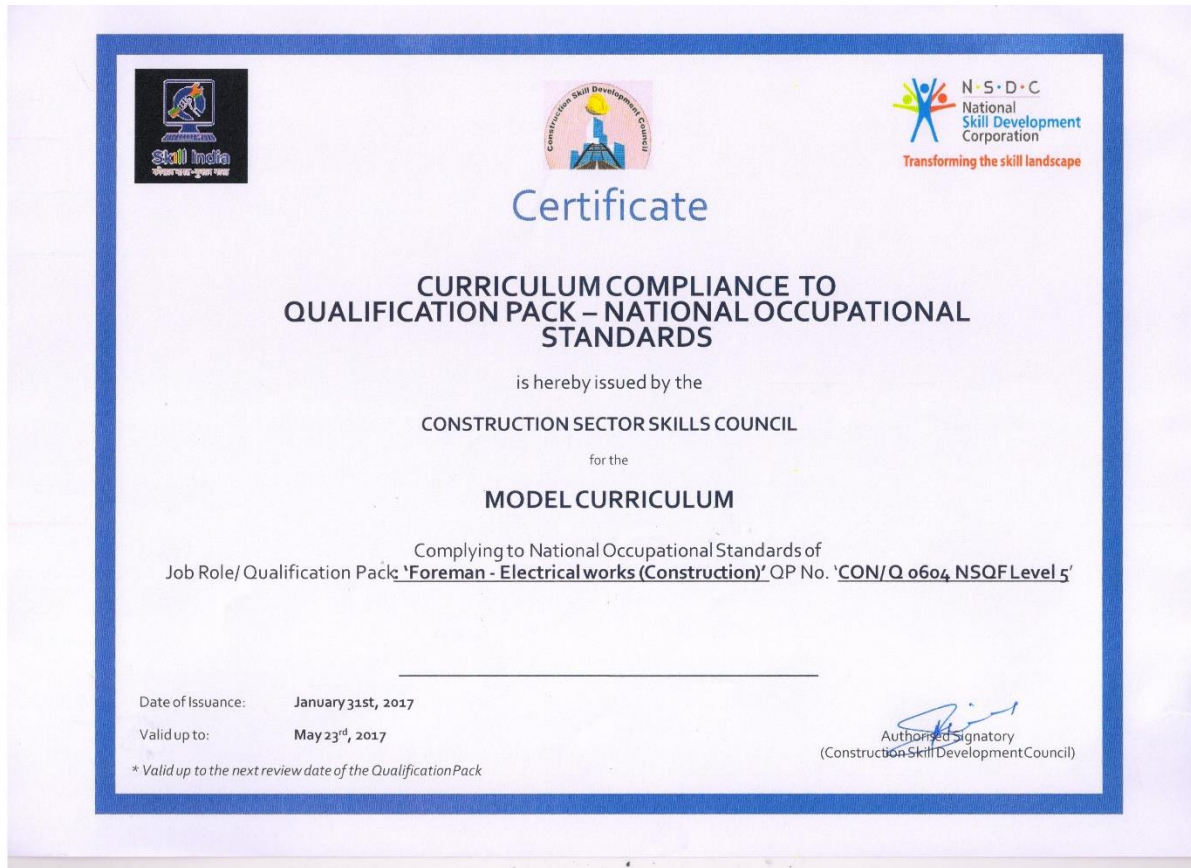 Skill India
कौशल भारत-कुशल भारत
Construction Skill Development Council
N·S·D·C
National
Skill Development
Corporation
Transforming the skill landscape
Certificate
CURRICULUM COMPLIANCE TO
QUALIFICATION PACK – NATIONAL OCCUPATIONAL
STANDARDS
is hereby issued by the
CONSTRUCTION SECTOR SKILLS COUNCIL
for the
MODEL CURRICULUM
Complying to National Occupational Standards of
Job Role/ Qualification Pack: 'Foreman - Electrical works (Construction)' QP No. 'CON/Q 0604 NSQF Level 5'
Date of Issuance: January 31st, 2017
Valid up to: May 23rd, 2017
* Valid up to the next review date of the Qualification Pack
Authorised Signatory
(Construction Skill Development Council)